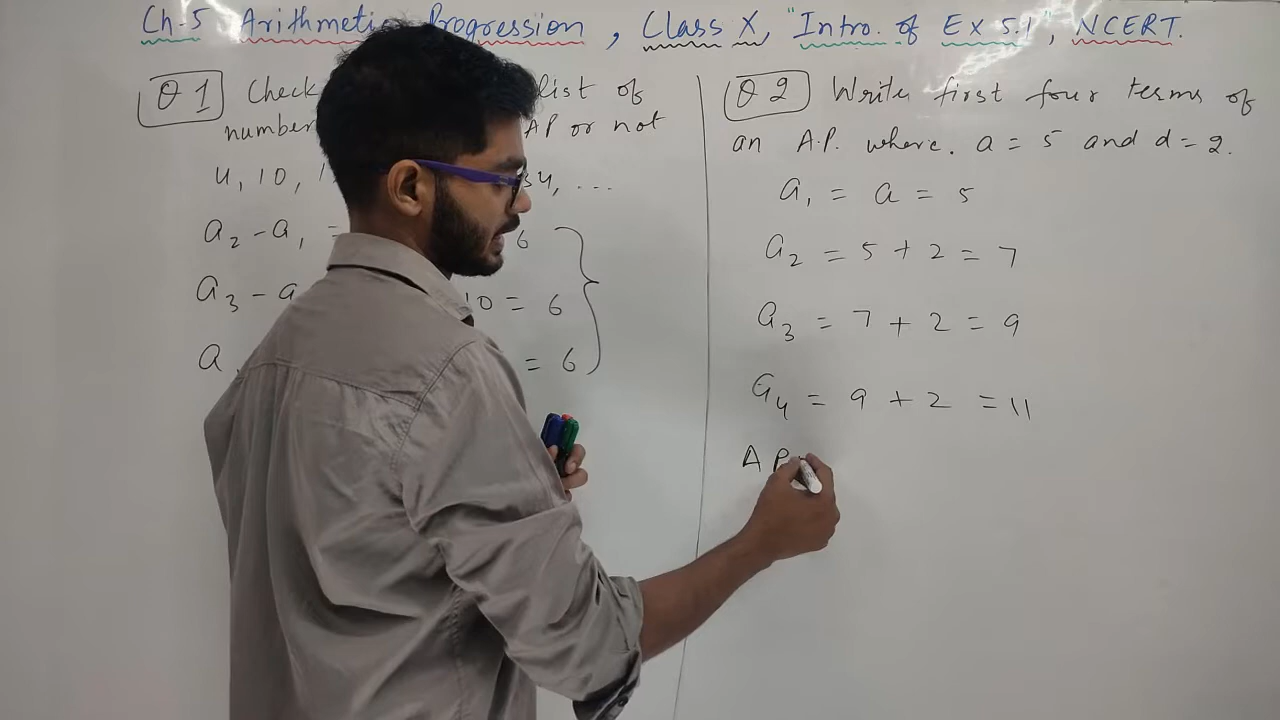 Ch-5 Arithmetic Progression, Class X, "Intro. of Ex 5.1", NCERT.
Q 1 Check list of
number AP or not
4, 10, 34, ...
a₂ - a₁ = 6
a₃ - a 10 = 6
a = 6
Q 2 Write first four terms of
an A.P. where. a = 5 and d = 2.
a₁ = a = 5
a₂ = 5 + 2 = 7
a₃ = 7 + 2 = 9
a₄ = 9 + 2 = 11
AP